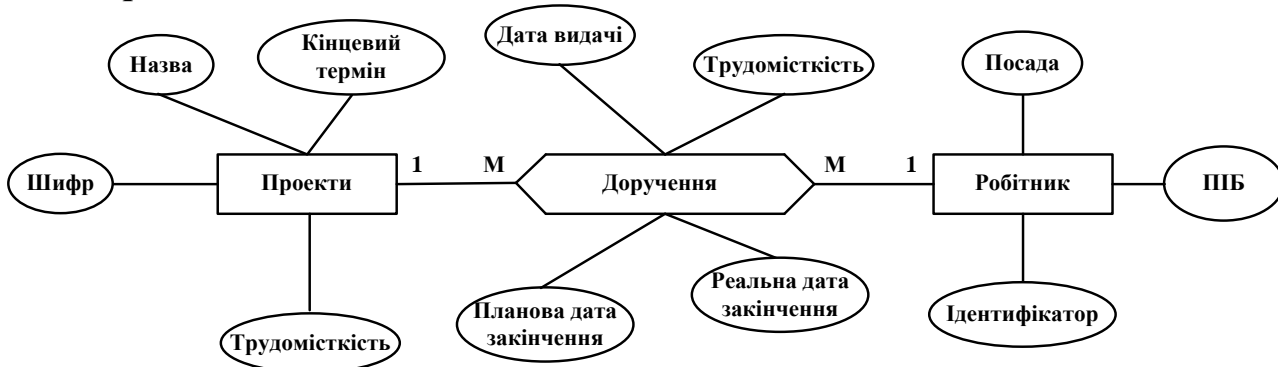 Назва
Кінцевий
термін
Дата видачі
Трудомісткість
Посада
Шифр
Проекти
1
М
Доручення
М
1
Робітник
ПІБ
Трудомісткість
Планова дата
закінчення
Реальна дата
закінчення
Ідентифікатор